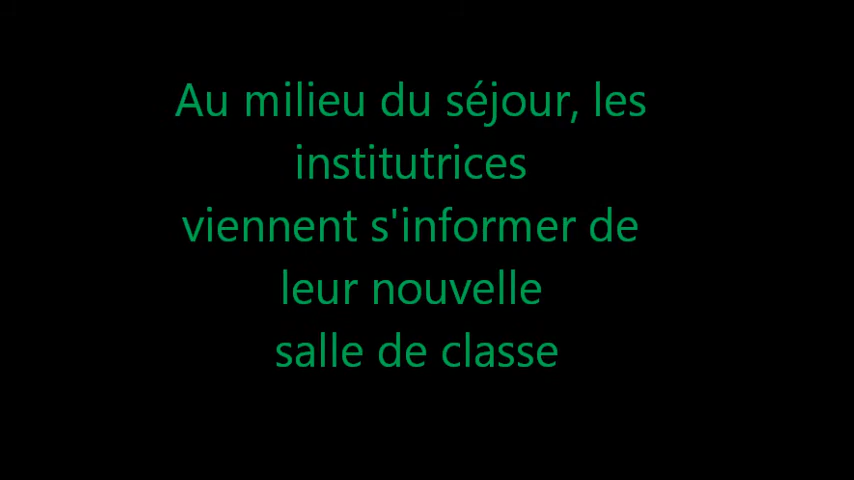 Au milieu du séjour, les
institutrices
viennent s'informer de
leur nouvelle
salle de classe